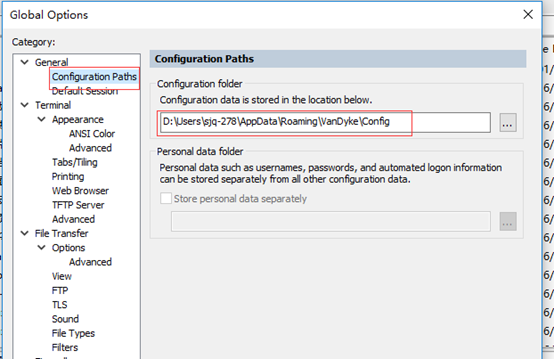 Global Options
Category:
General
Configuration Paths
Default Session
Terminal
Appearance
ANSI Color
Advanced
Tabs/Tiling
Printing
Web Browser
TFTP Server
Advanced
File Transfer
Options
Advanced
View
FTP
TLS
Sound
File Types
Filters
Configuration Paths
Configuration folder
Configuration data is stored in the location below.
D:\Users\sjq-278\AppData\Roaming\VanDyke\Config
...
Personal data folder
Personal data such as usernames, passwords, and automated logon information
can be stored separately from all other configuration data.
Store personal data separately
...